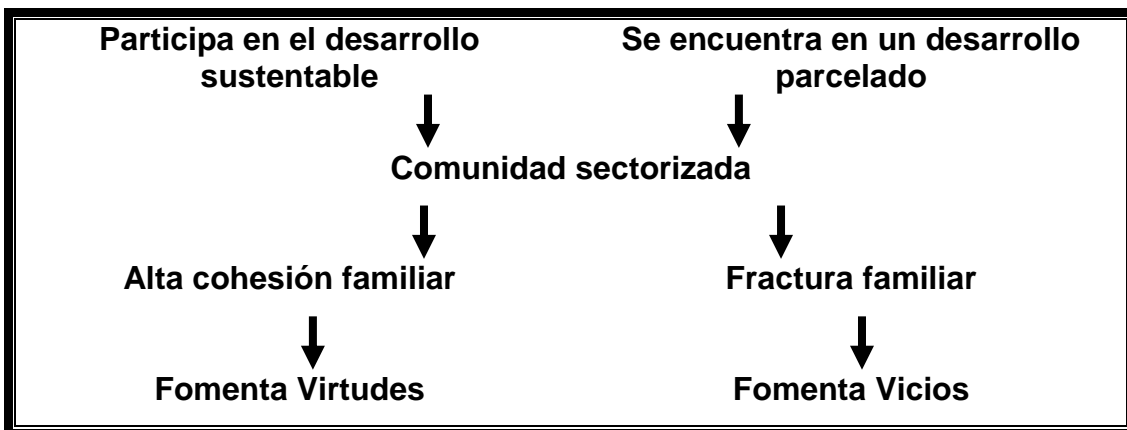 Participa en el desarrollo
sustentable
Se encuentra en un desarrollo
parcelado
Comunidad sectorizada
Alta cohesión familiar
Fractura familiar
Fomenta Virtudes
Fomenta Vicios